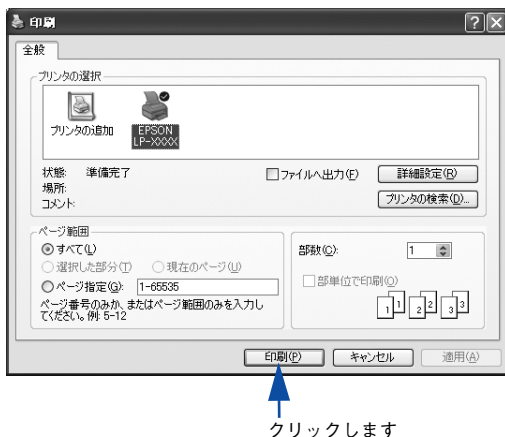 印刷
全般
プリンタの選択
プリンタの追加
EPSON
LP-XXXX
状態: 準備完了
場所:
コメント:
ファイルへ出力(F)
詳細設定(R)
プリンタの検索(D)...
ページ範囲
すべて(L)
選択した部分(T) 現在のページ(U)
ページ指定(G): 1-65535
ページ番号のみか、またはページ範囲のみを入力し
てください。例: 5-12
部数(C): 1
部単位で印刷(O)
1 1 2 2 3 3
印刷(P) キャンセル 適用(A)
クリックします